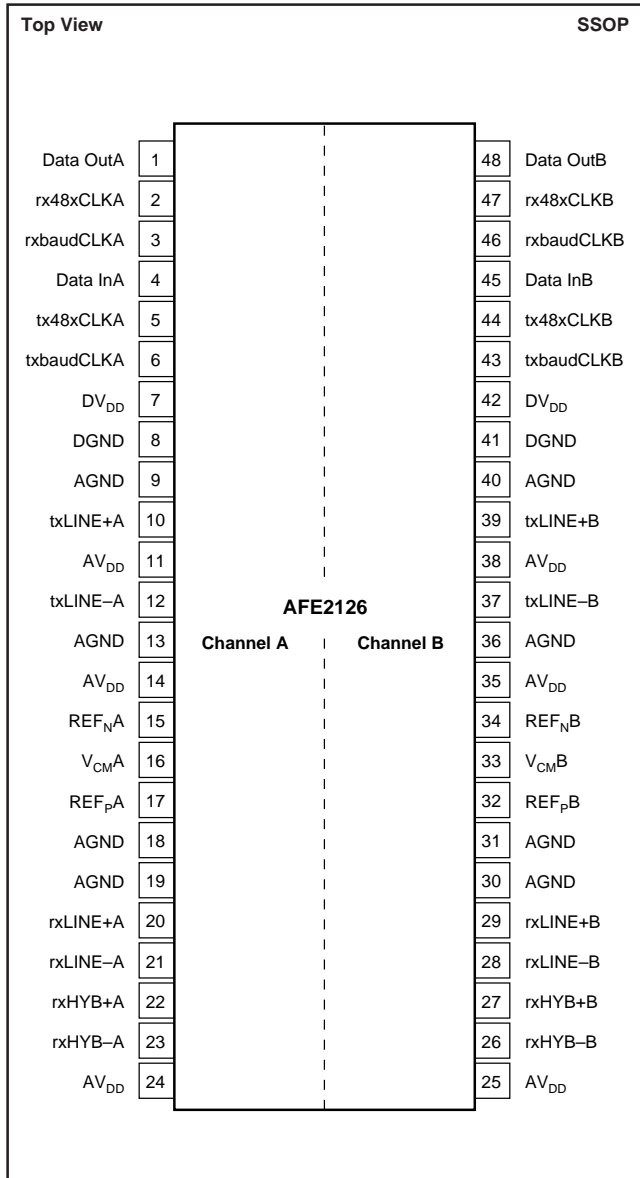 Top View SSOP
Data OutA 1 48 Data OutB
rx48xCLKA 2 47 rx48xCLKB
rxbaudCLKA 3 46 rxbaudCLKB
Data InA 4 45 Data InB
tx48xCLKA 5 44 tx48xCLKB
txbaudCLKA 6 43 txbaudCLKB
DVDD 7 42 DVDD
DGND 8 41 DGND
AGND 9 40 AGND
txLINE+A 10 39 txLINE+B
AVDD 11 38 AVDD
txLINE–A 12 37 txLINE–B
AFE2126
AGND 13 Channel A Channel B 36 AGND
AVDD 14 35 AVDD
REFNA 15 34 REFNB
VCMA 16 33 VCMB
REFPA 17 32 REFPB
AGND 18 31 AGND
AGND 19 30 AGND
rxLINE+A 20 29 rxLINE+B
rxLINE–A 21 28 rxLINE–B
rxHYB+A 22 27 rxHYB+B
rxHYB–A 23 26 rxHYB–B
AVDD 24 25 AVDD